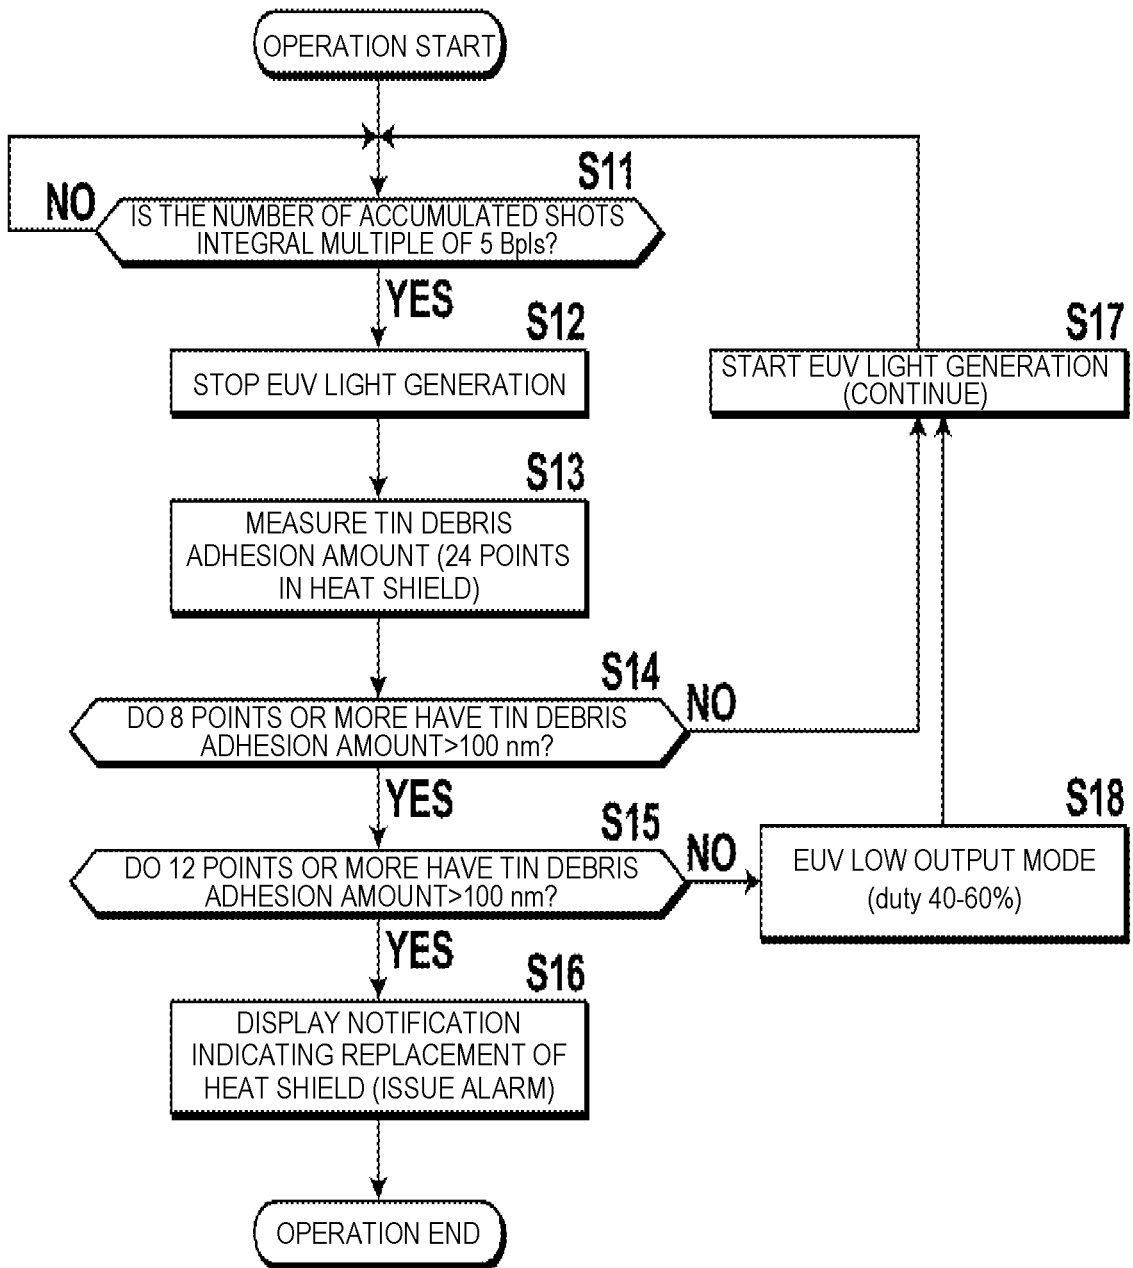 OPERATION START
S11
NO
IS THE NUMBER OF ACCUMULATED SHOTS
INTEGRAL MULTIPLE OF 5 Bpls?
YES
S12
STOP EUV LIGHT GENERATION
S17
START EUV LIGHT GENERATION
(CONTINUE)
S13
MEASURE TIN DEBRIS
ADHESION AMOUNT (24 POINTS
IN HEAT SHIELD)
S14
DO 8 POINTS OR MORE HAVE TIN DEBRIS
ADHESION AMOUNT>100 nm?
NO
YES
S15
DO 12 POINTS OR MORE HAVE TIN DEBRIS
ADHESION AMOUNT>100 nm?
NO
S18
EUV LOW OUTPUT MODE
(duty 40-60%)
YES
S16
DISPLAY NOTIFICATION
INDICATING REPLACEMENT OF
HEAT SHIELD (ISSUE ALARM)
OPERATION END